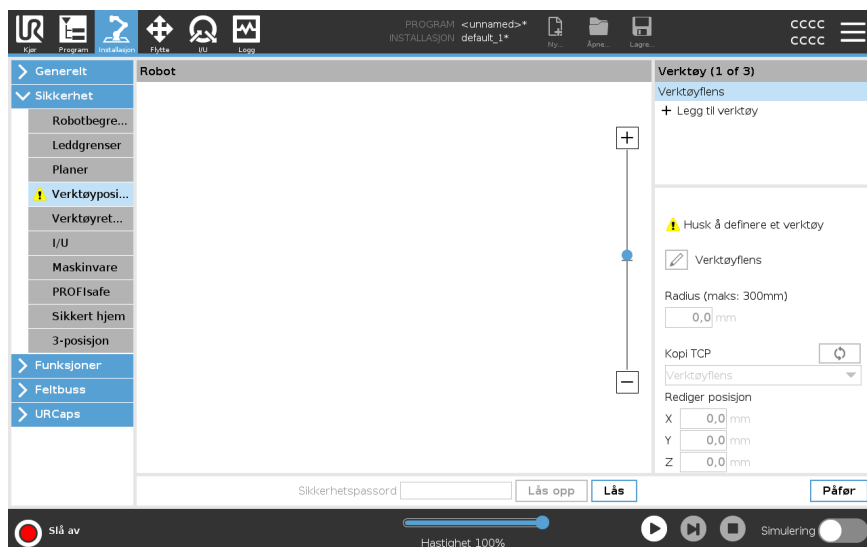 PROGRAM <unnamed>*
INSTALLASJON default_1*
CCCC
CCCC
Kjør
Program
Installasjon
Flytte
I/U
Logg
Ny...
Åpne...
Lagre...
Generelt
Sikkerhet
Robotbegre...
Leddgrenser
Planer
Verktøyposi...
Verktøyret...
I/U
Maskinvare
PROFIsafe
Sikkert hjem
3-posisjon
Funksjoner
Feltbuss
URCaps
Robot
Verktøy (1 of 3)
Verktøyflens
+ Legg til verktøy
Husk å definere et verktøy
Verktøyflens
Radius (maks: 300mm)
0,0 mm
Kopi TCP
Verktøyflens
Rediger posisjon
X 0,0 mm
Y 0,0 mm
Z 0,0 mm
Sikkerhetspassord
Lås opp
Lås
Påfør
Slå av
Hastighet 100%
Simulering